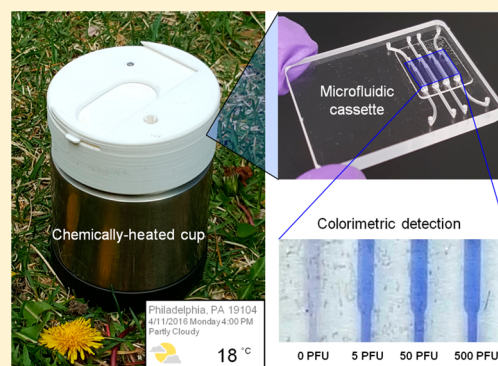 Chemically-heated cup
Philadelphia, PA 19104
4/11/2016 Monday 4:00 PM
Partly Cloudy
18 °C
Microfluidic
cassette
Colorimetric detection
0 PFU 5 PFU 50 PFU 500 PFU